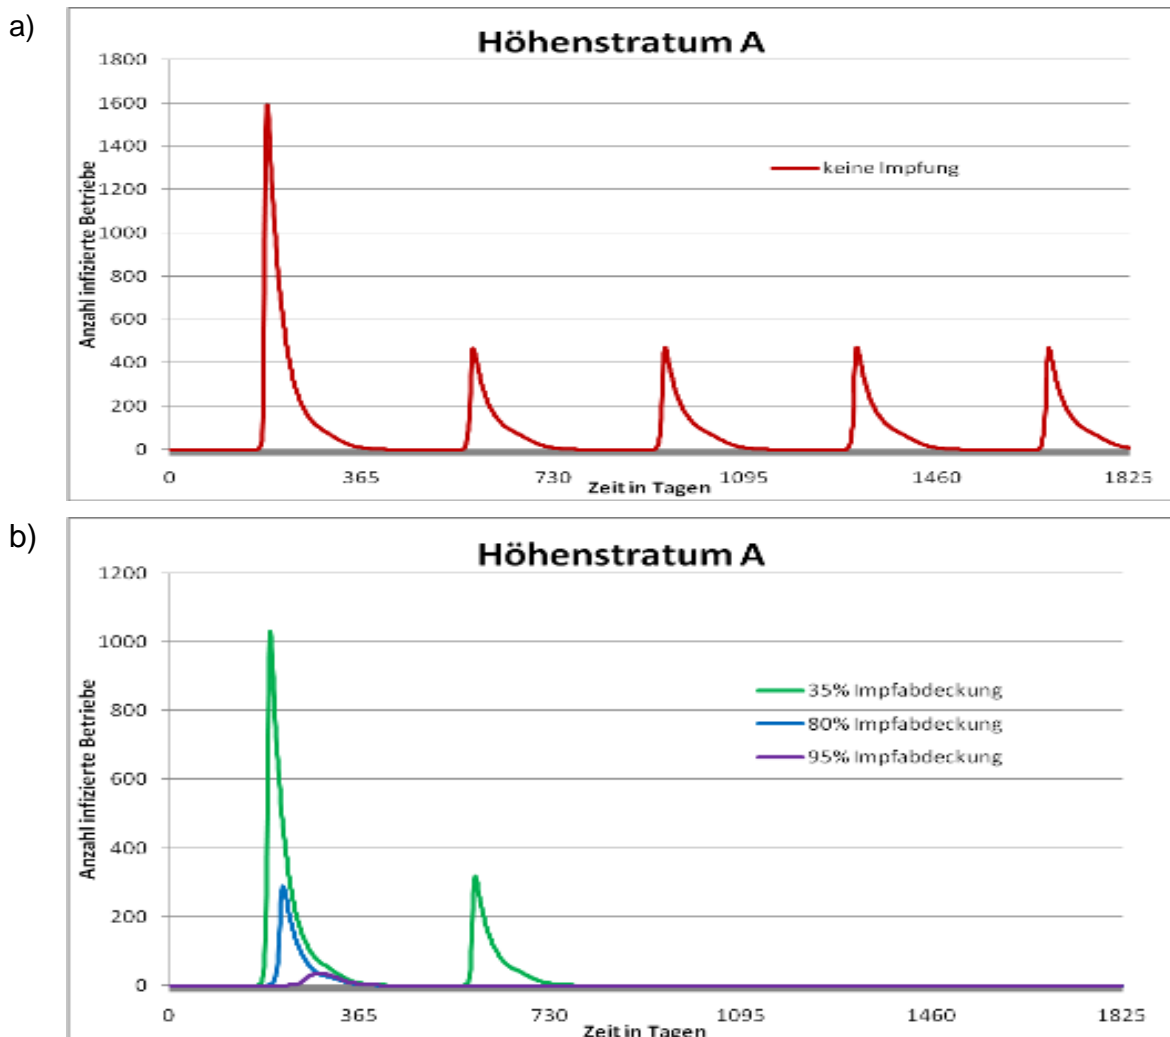 a)
Höhenstratum A
1800
1600
1400
1200
1000
800
600
400
200
0
Anzahl infizierte Betriebe
keine Impfung
0 365 730 1095 1460 1825
Zeit in Tagen
b)
Höhenstratum A
1200
1000
800
600
400
200
0
Anzahl infizierte Betriebe
35% Impfabdeckung
80% Impfabdeckung
95% Impfabdeckung
0 365 730 1095 1460 1825
Zeit in Tagen